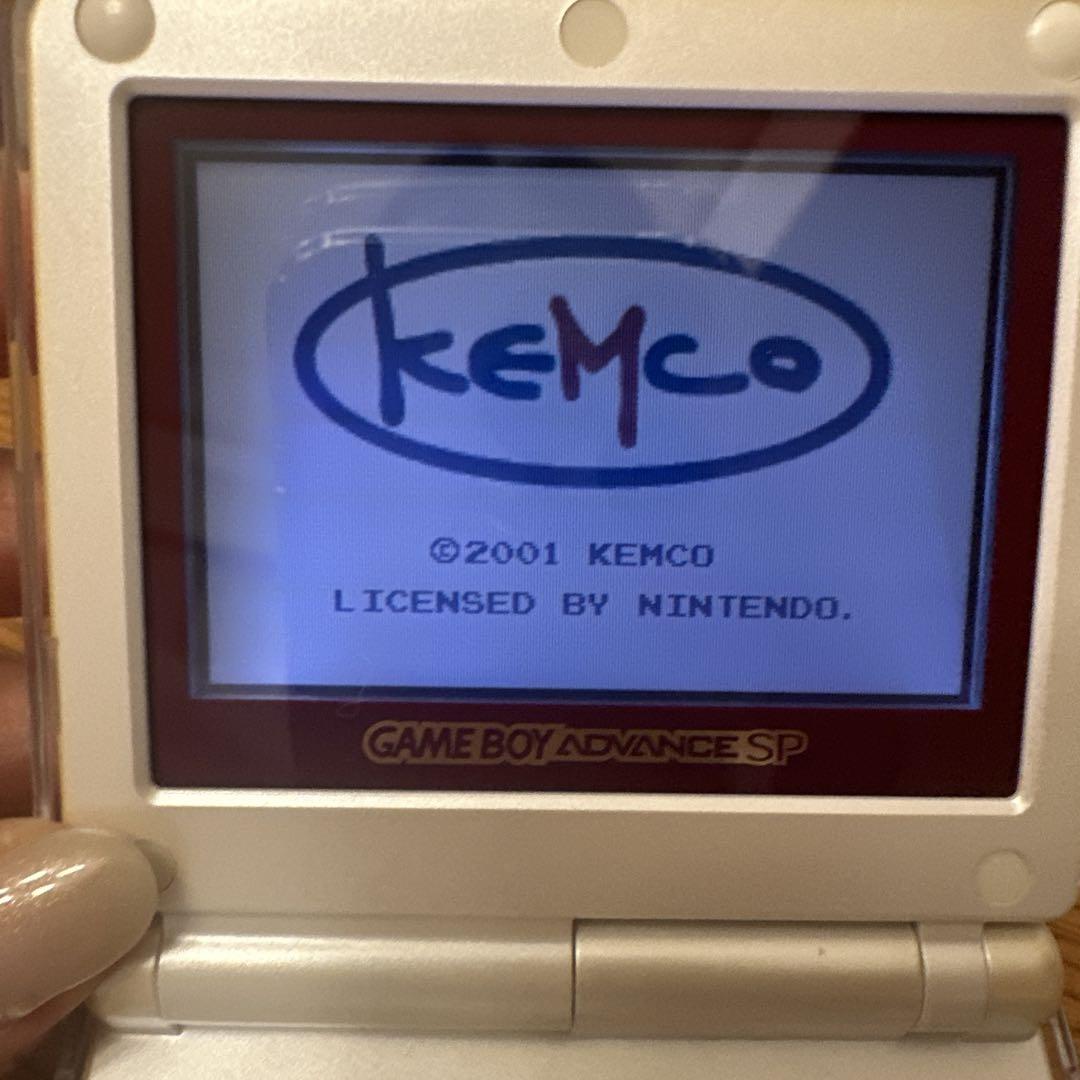 KEMCO
©2001 KEMCO
LICENSED BY NINTENDO.
GAME BOY ADVANCE SP